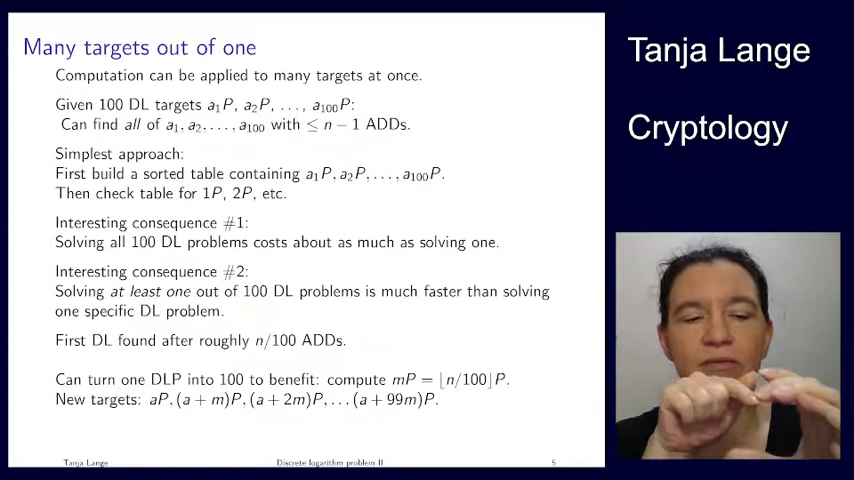 Many targets out of one
Computation can be applied to many targets at once.
Given 100 DL targets a₁P, a₂P, ..., a₁₀₀P:
Can find all of a₁, a₂, ..., a₁₀₀ with ≤ n − 1 ADDs.
Simplest approach:
First build a sorted table containing a₁P, a₂P, ..., a₁₀₀P.
Then check table for 1P, 2P, etc.
Interesting consequence #1:
Solving all 100 DL problems costs about as much as solving one.
Interesting consequence #2:
Solving at least one out of 100 DL problems is much faster than solving
one specific DL problem.
First DL found after roughly n/100 ADDs.
Can turn one DLP into 100 to benefit: compute mP = ⌊n/100⌋P.
New targets: aP, (a + m)P, (a + 2m)P, ... (a + 99m)P.
Tanja Lange
Discrete logarithm problem II
5
Tanja Lange
Cryptology